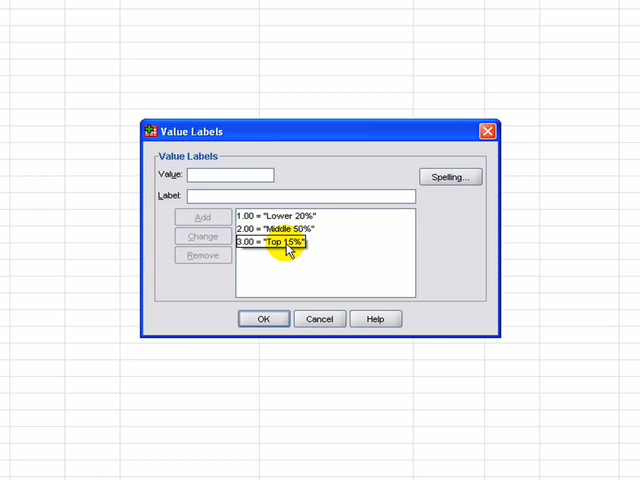 Value Labels
Value Labels
Value:
Spelling...
Label:
Add
Change
Remove
1.00 = "Lower 20%"
2.00 = "Middle 50%"
3.00 = "Top 15%"
OK
Cancel
Help